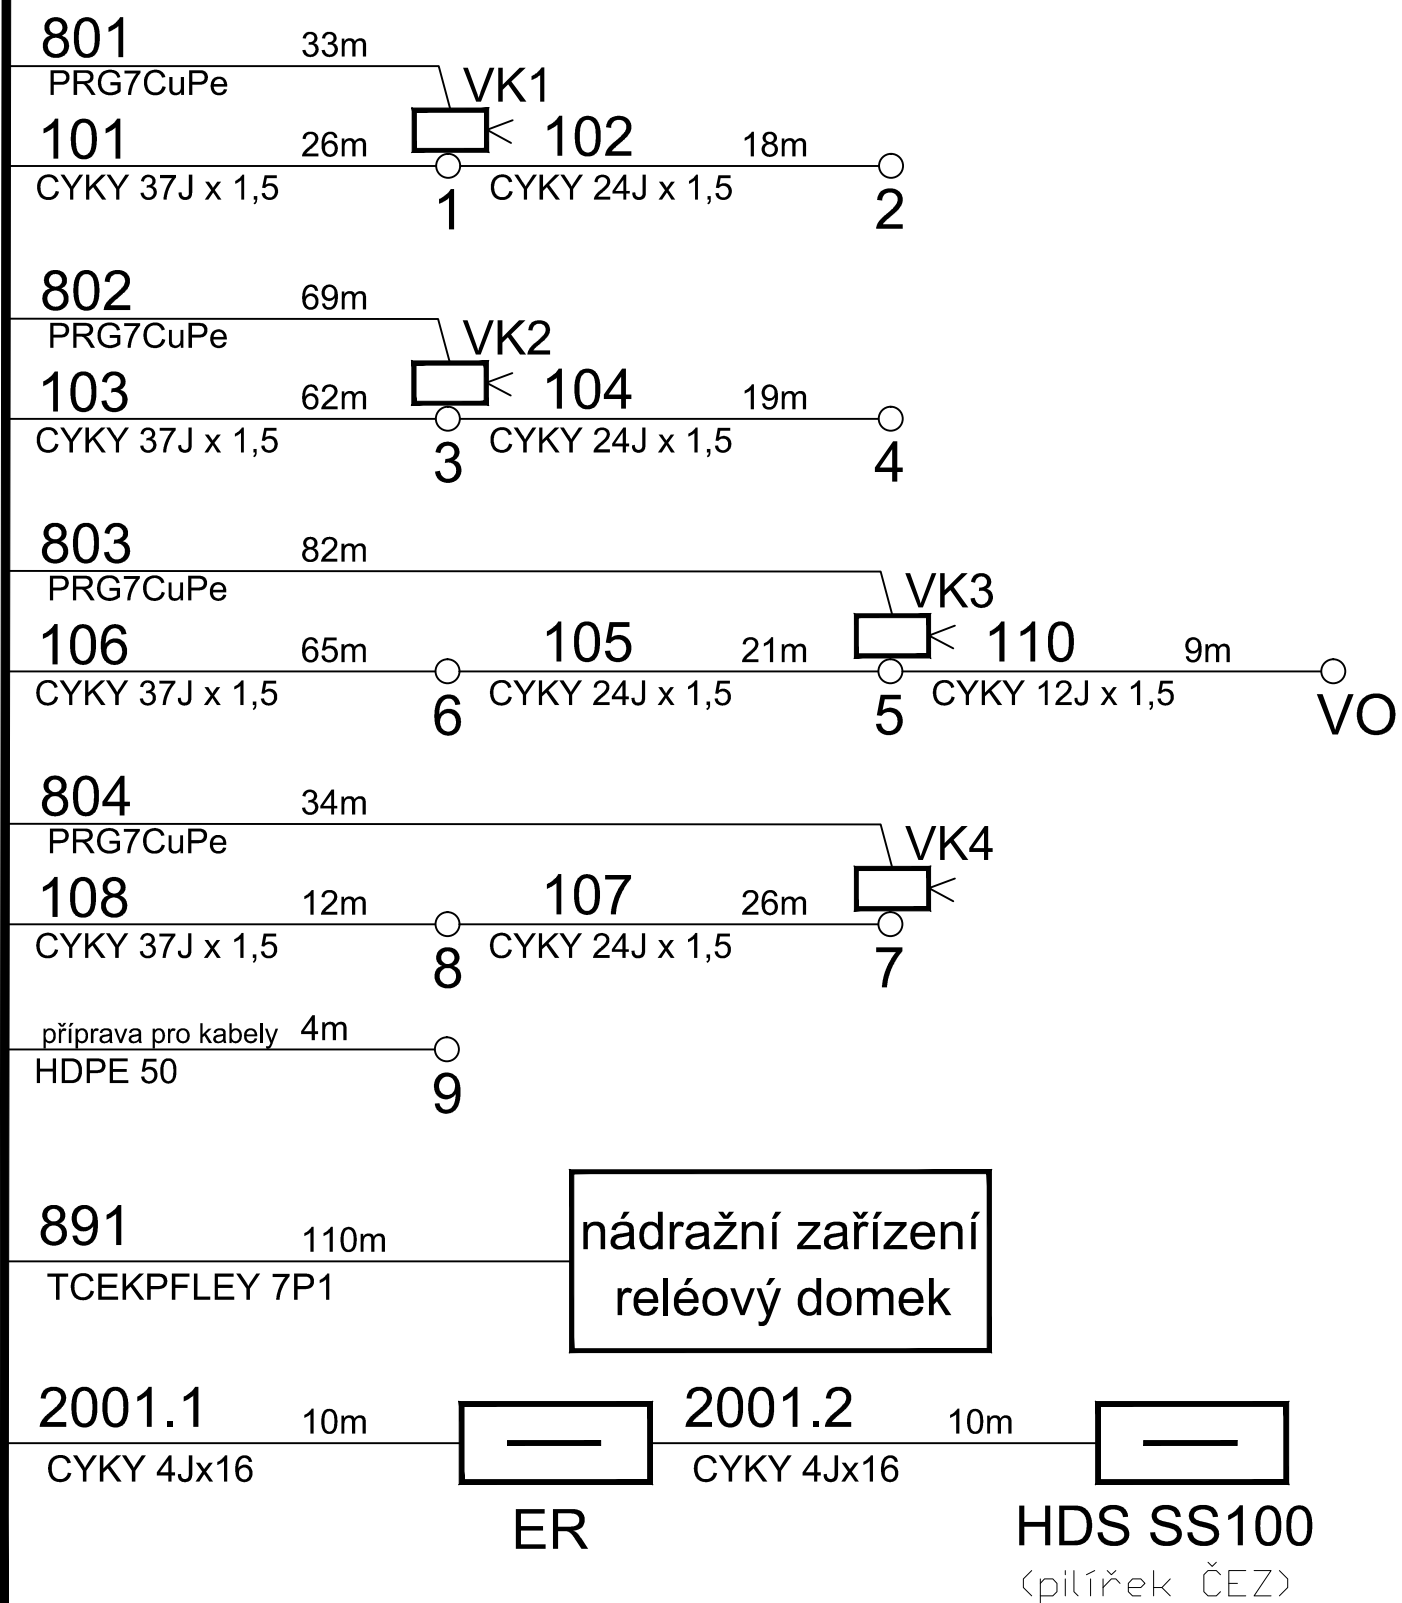 801 33m
PRG7CuPe
VK1
101 26m 102 18m
CYKY 37J x 1,5 CYKY 24J x 1,5
1 2
802 69m
PRG7CuPe
VK2
103 62m 104 19m
CYKY 37J x 1,5 CYKY 24J x 1,5
3 4
803 82m
PRG7CuPe
VK3
106 65m 105 21m 110 9m
CYKY 37J x 1,5 CYKY 24J x 1,5 CYKY 12J x 1,5
6 5 VO
804 34m
PRG7CuPe
VK4
108 12m 107 26m
CYKY 37J x 1,5 CYKY 24J x 1,5
8 7
příprava pro kabely 4m
HDPE 50
9
891 110m
TCEKPFLEY 7P1
nádražní zařízení
reléový domek
2001.1 10m 2001.2 10m
CYKY 4Jx16 CYKY 4Jx16
ER HDS SS100
(pilířek ČEZ)